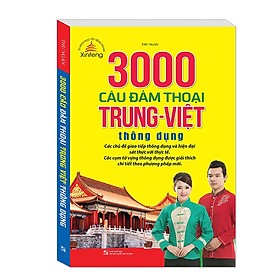 THU NGÂN
Xinfeng
3000
CÂU ĐÀM THOẠI
TRUNG-VIỆT
thông dụng
Các chủ đề giao tiếp thông dụng và hiện đại
sát thực với thực tế.
Các cụm từ vựng thông dụng được giải thích
chi tiết theo phương pháp mới.
3000 CÂU ĐÀM THOẠI TRUNG-VIỆT THÔNG DỤNG